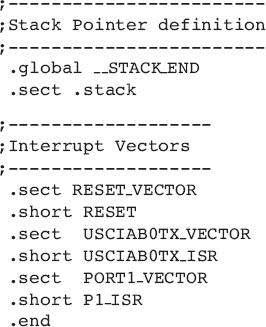 ;------------------------
;Stack Pointer definition
;------------------------
.global __STACK_END
.sect .stack
;-------------------
;Interrupt Vectors
;-------------------
.sect RESET_VECTOR
.short RESET
.sect USCIAB0TX_VECTOR
.short USCIAB0TX_ISR
.sect PORT1_VECTOR
.short P1_ISR
.end